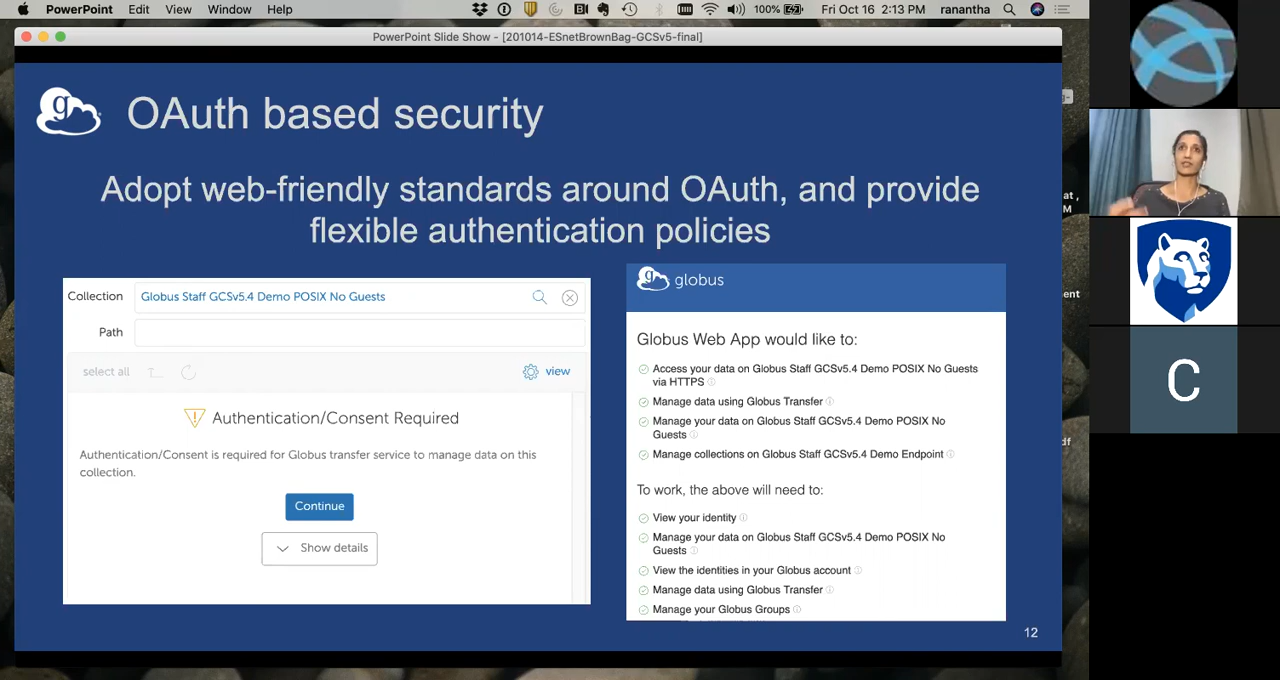 PowerPoint Edit View Window Help 100% Fri Oct 16 2:13 PM ranantha
PowerPoint Slide Show - [201014-ESnetBrownBag-GCSv5-final]
g OAuth based security
Adopt web-friendly standards around OAuth, and provide
flexible authentication policies
Collection Globus Staff GCSv5.4 Demo POSIX No Guests
Path
select all view
Authentication/Consent Required
Authentication/Consent is required for Globus transfer service to manage data on this
collection.
Continue
Show details
g globus
Globus Web App would like to:
Access your data on Globus Staff GCSv5.4 Demo POSIX No Guests
via HTTPS
Manage data using Globus Transfer
Manage your data on Globus Staff GCSv5.4 Demo POSIX No
Guests
Manage collections on Globus Staff GCSv5.4 Demo Endpoint
To work, the above will need to:
View your identity
Manage your data on Globus Staff GCSv5.4 Demo POSIX No
Guests
View the identities in your Globus account
Manage data using Globus Transfer
Manage your Globus Groups
12
at ,
M
ent
df
C